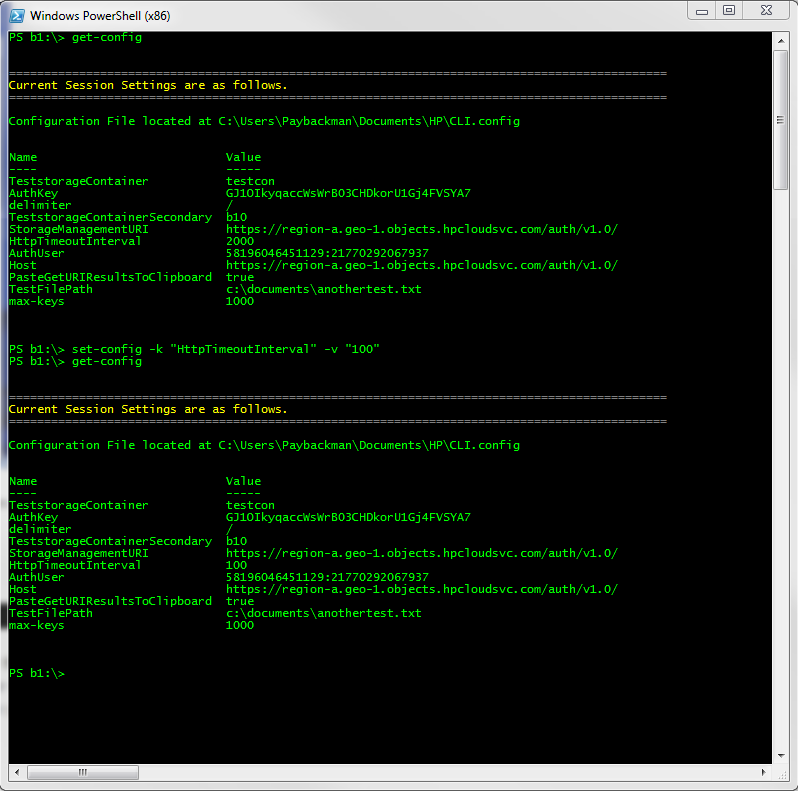 Windows PowerShell (x86)
PS b1:\> get-config
===============================================================================================
Current Session Settings are as follows.
===============================================================================================
Configuration File located at C:\Users\Paybackman\Documents\HP\CLI.config
Name Value
---- -----
TeststorageContainer testcon
AuthKey GJ1OIkyqaccWsWrBO3CHDkorU1Gj4FVSYA7
delimiter /
TeststorageContainerSecondary b10
StorageManagementURI https://region-a.geo-1.objects.hpcloudsvc.com/auth/v1.0/
HttpTimeoutInterval 2000
AuthUser 58196046451129:21770292067937
Host https://region-a.geo-1.objects.hpcloudsvc.com/auth/v1.0/
PasteGetURIResultsToClipboard true
TestFilePath c:\documents\anothertest.txt
max-keys 1000
PS b1:\> set-config -k "HttpTimeoutInterval" -v "100"
PS b1:\> get-config
===============================================================================================
Current Session Settings are as follows.
===============================================================================================
Configuration File located at C:\Users\Paybackman\Documents\HP\CLI.config
Name Value
---- -----
TeststorageContainer testcon
AuthKey GJ1OIkyqaccWsWrBO3CHDkorU1Gj4FVSYA7
delimiter /
TeststorageContainerSecondary b10
StorageManagementURI https://region-a.geo-1.objects.hpcloudsvc.com/auth/v1.0/
HttpTimeoutInterval 100
AuthUser 58196046451129:21770292067937
Host https://region-a.geo-1.objects.hpcloudsvc.com/auth/v1.0/
PasteGetURIResultsToClipboard true
TestFilePath c:\documents\anothertest.txt
max-keys 1000
PS b1:\>